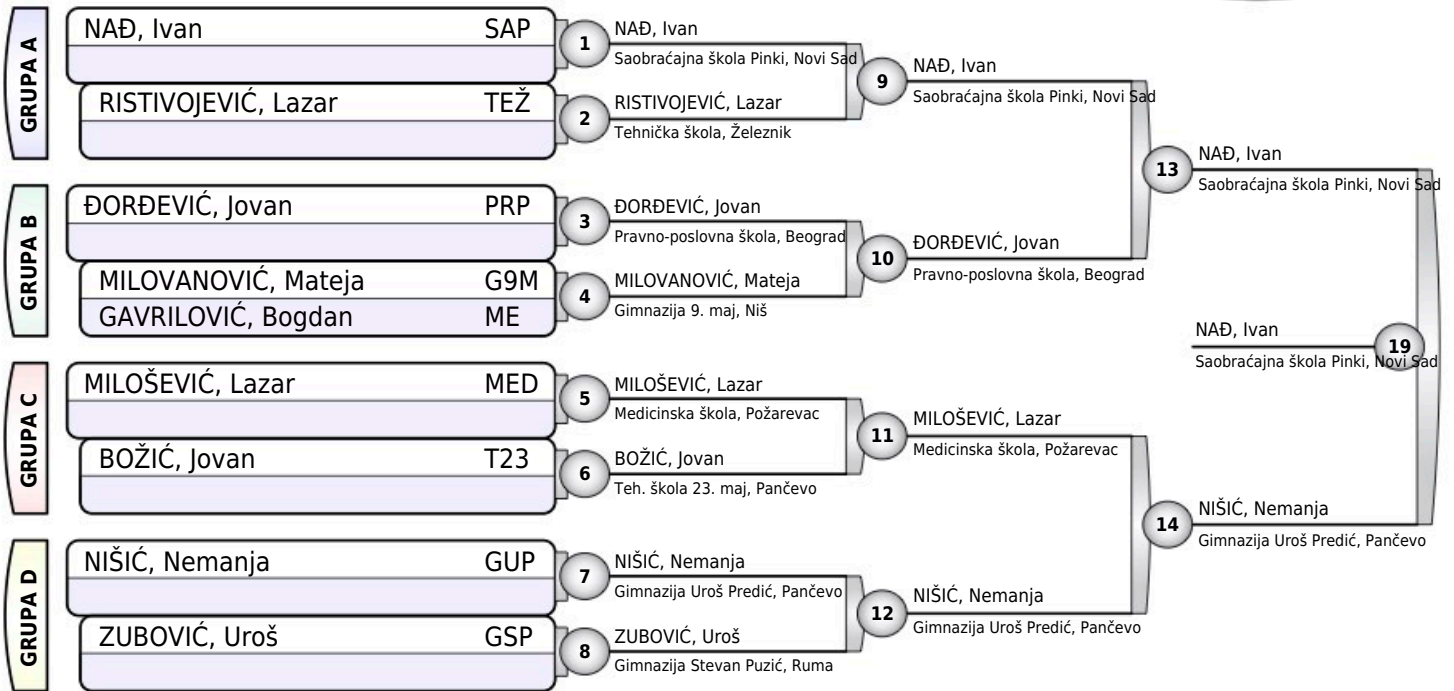 GRUPA A
NAĐ, Ivan SAP
RISTIVOJEVIĆ, Lazar TEŽ
GRUPA B
ĐORĐEVIĆ, Jovan PRP
MILOVANOVIĆ, Mateja G9M
GAVRILOVIĆ, Bogdan ME
GRUPA C
MILOŠEVIĆ, Lazar MED
BOŽIĆ, Jovan T23
GRUPA D
NIŠIĆ, Nemanja GUP
ZUBOVIĆ, Uroš GSP
1
NAĐ, Ivan
Saobraćajna škola Pinki, Novi Sad
2
RISTIVOJEVIĆ, Lazar
Tehnička škola, Železnik
3
ĐORĐEVIĆ, Jovan
Pravno-poslovna škola, Beograd
4
MILOVANOVIĆ, Mateja
Gimnazija 9. maj, Niš
5
MILOŠEVIĆ, Lazar
Medicinska škola, Požarevac
6
BOŽIĆ, Jovan
Teh. škola 23. maj, Pančevo
7
NIŠIĆ, Nemanja
Gimnazija Uroš Predić, Pančevo
8
ZUBOVIĆ, Uroš
Gimnazija Stevan Puzić, Ruma
9
NAĐ, Ivan
Saobraćajna škola Pinki, Novi Sad
10
ĐORĐEVIĆ, Jovan
Pravno-poslovna škola, Beograd
11
MILOŠEVIĆ, Lazar
Medicinska škola, Požarevac
12
NIŠIĆ, Nemanja
Gimnazija Uroš Predić, Pančevo
13
NAĐ, Ivan
Saobraćajna škola Pinki, Novi Sad
14
NIŠIĆ, Nemanja
Gimnazija Uroš Predić, Pančevo
19
NAĐ, Ivan
Saobraćajna škola Pinki, Novi Sad